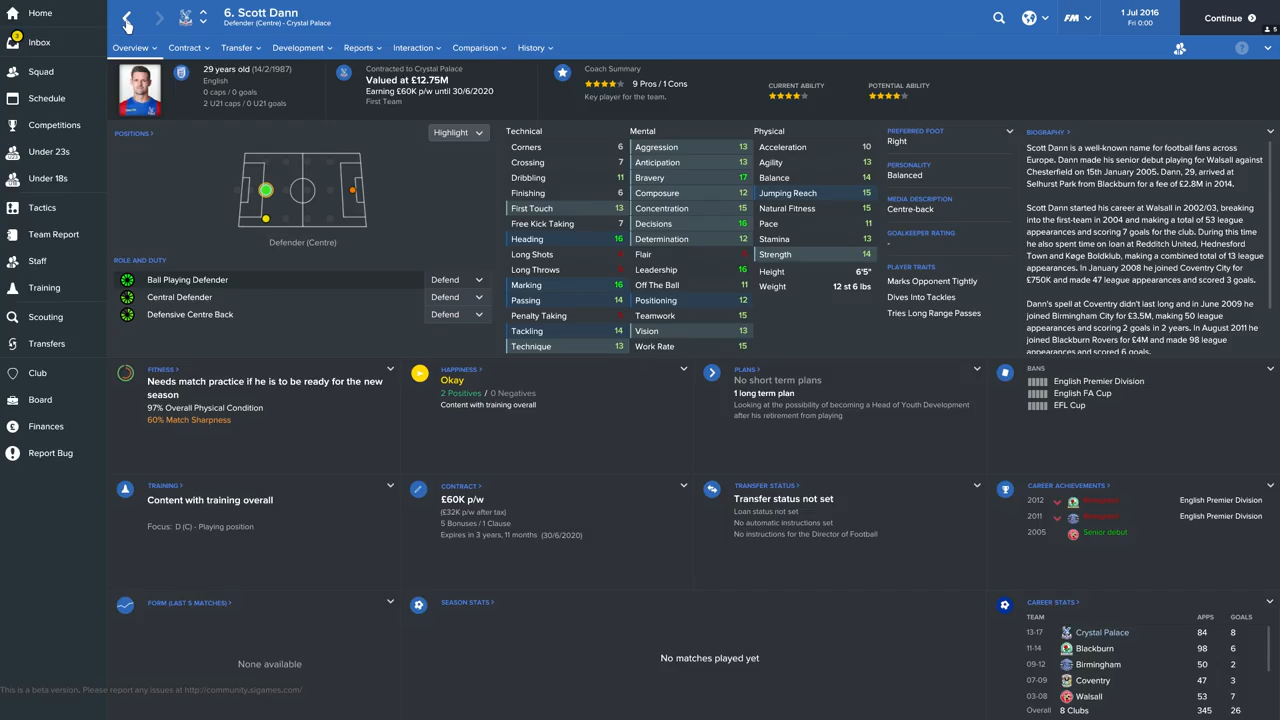 Home
3
Inbox
Squad
Schedule
Competitions
Under 23s
Under 18s
Tactics
Team Report
Staff
Training
Scouting
Transfers
Club
Board
Finances
Report Bug
6. Scott Dann
Defender (Centre) - Crystal Palace
FM
1 Jul 2016
Fri 0:00
Continue
5
Overview
Contract
Transfer
Development
Reports
Interaction
Comparison
History
?
29 years old (14/2/1987)
English
0 caps / 0 goals
2 U21 caps / 0 U21 goals
Contracted to Crystal Palace
Valued at £12.75M
Earning £60K p/w until 30/6/2020
First Team
Coach Summary
9 Pros / 1 Cons
Key player for the team.
CURRENT ABILITY
POTENTIAL ABILITY
POSITIONS >
Highlight
Defender (Centre)
ROLE AND DUTY
Ball Playing Defender Defend
Central Defender Defend
Defensive Centre Back Defend
Technical
Corners 6
Crossing 7
Dribbling 11
Finishing 6
First Touch 13
Free Kick Taking 7
Heading 16
Long Shots
Long Throws
Marking 16
Passing 14
Penalty Taking
Tackling 14
Technique 13
Mental
Aggression 13
Anticipation 13
Bravery 17
Composure 12
Concentration 15
Decisions 16
Determination 12
Flair
Leadership 16
Off The Ball 11
Positioning 12
Teamwork 15
Vision 13
Work Rate 15
Physical
Acceleration 10
Agility 13
Balance 14
Jumping Reach 15
Natural Fitness 15
Pace 11
Stamina 13
Strength 14
Height 6'5"
Weight 12 st 6 lbs
PREFERRED FOOT
Right
PERSONALITY
Balanced
MEDIA DESCRIPTION
Centre-back
GOALKEEPER RATING
-
PLAYER TRAITS
Marks Opponent Tightly
Dives Into Tackles
Tries Long Range Passes
BIOGRAPHY >
Scott Dann is a well-known name for football fans across
Europe. Dann made his senior debut playing for Walsall against
Chesterfield on 15th January 2005. Dann, 29, arrived at
Selhurst Park from Blackburn for a fee of £2.8M in 2014.
Scott Dann started his career at Walsall in 2002/03, breaking
into the first-team in 2004 and making a total of 53 league
appearances and scoring 7 goals for the club. During this time
he also spent time on loan at Redditch United, Hednesford
Town and Køge Boldklub, making a combined total of 13 league
appearances. In January 2008 he joined Coventry City for
£750K and made 47 league appearances and scored 3 goals.
Dann's spell at Coventry didn't last long and in June 2009 he
joined Birmingham City for £3.5M, making 50 league
appearances and scoring 2 goals in 2 years. In August 2011 he
joined Blackburn Rovers for £4M and made 98 league
appearances and scored 6 goals.
FITNESS >
Needs match practice if he is to be ready for the new
season
97% Overall Physical Condition
60% Match Sharpness
HAPPINESS >
Okay
2 Positives / 0 Negatives
Content with training overall
PLANS >
No short term plans
1 long term plan
Looking at the possibility of becoming a Head of Youth Development
after his retirement from playing
BANS
English Premier Division
English FA Cup
EFL Cup
TRAINING >
Content with training overall
Focus: D (C) - Playing position
CONTRACT >
£60K p/w
(£32K p/w after tax)
5 Bonuses / 1 Clause
Expires in 3 years, 11 months (30/6/2020)
TRANSFER STATUS >
Transfer status not set
Loan status not set
No automatic instructions set
No instructions for the Director of Football
CAREER ACHIEVEMENTS >
2012 English Premier Division
2011 English Premier Division
2005 Senior debut
FORM (LAST 5 MATCHES) >
None available
SEASON STATS >
No matches played yet
CAREER STATS >
TEAM APPS GOALS
13-17 Crystal Palace 84 8
11-14 Blackburn 98 6
09-12 Birmingham 50 2
07-09 Coventry 47 3
03-08 Walsall 53 7
Overall 8 Clubs 345 26
This is a beta version. Please report any issues at http://community.sigames.com/